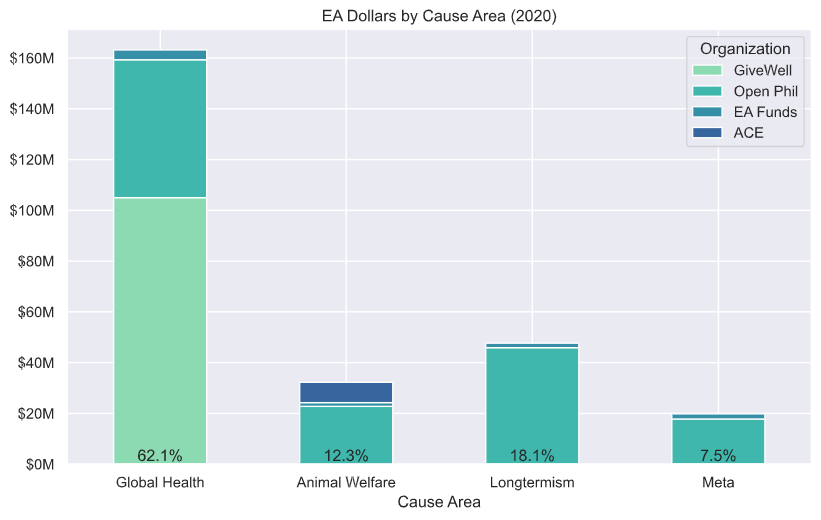 EA Dollars by Cause Area (2020)
Organization
GiveWell
Open Phil
EA Funds
ACE
$160M
$140M
$120M
$100M
$80M
$60M
$40M
$20M
$0M
62.1%
12.3%
18.1%
7.5%
Global Health
Animal Welfare
Longtermism
Meta
Cause Area